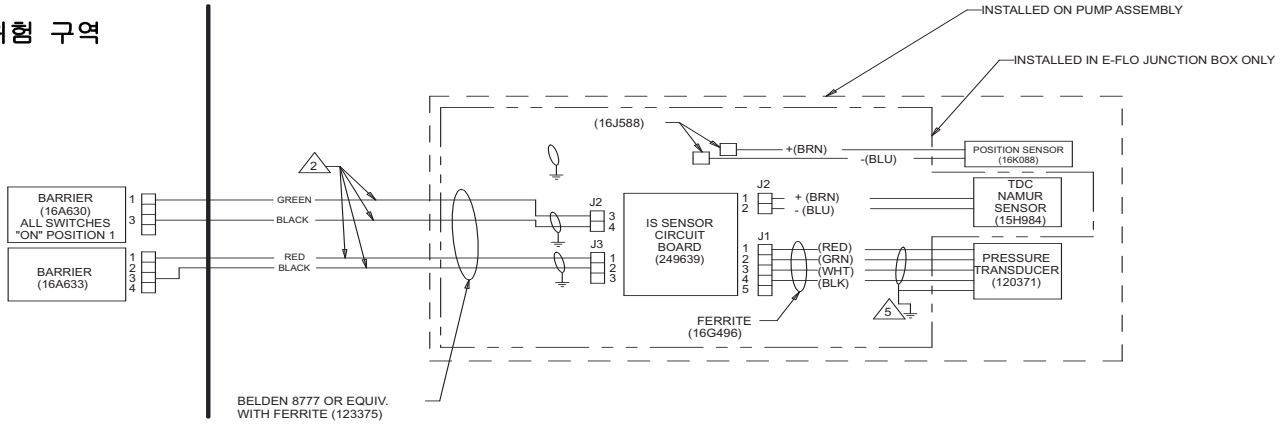 구역
INSTALLED ON PUMP ASSEMBLY
INSTALLED IN E-FLO JUNCTION BOX ONLY
(16J588)
+(BRN)
-(BLU)
POSITION SENSOR
(16K088)
2
BARRIER
(16A630)
ALL SWITCHES
"ON" POSITION 1
1
3
GREEN
BLACK
J2
3
4
IS SENSOR
CIRCUIT
BOARD
(249639)
J2
1
2
+ (BRN)
- (BLU)
TDC
NAMUR
SENSOR
(15H984)
BARRIER
(16A633)
1
2
3
4
RED
BLACK
J3
1
2
3
J1
1
2
3
4
5
(RED)
(GRN)
(WHT)
(BLK)
PRESSURE
TRANSDUCER
(120371)
5
FERRITE
(16G496)
BELDEN 8777 OR EQUIV.
WITH FERRITE (123375)